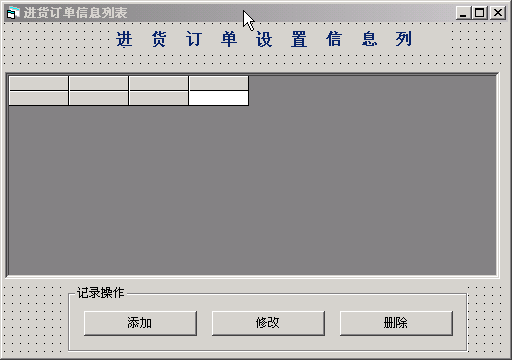 进货订单信息列表
进 货 订 单 设 置 信 息 列
记录操作
添加 修改 删除